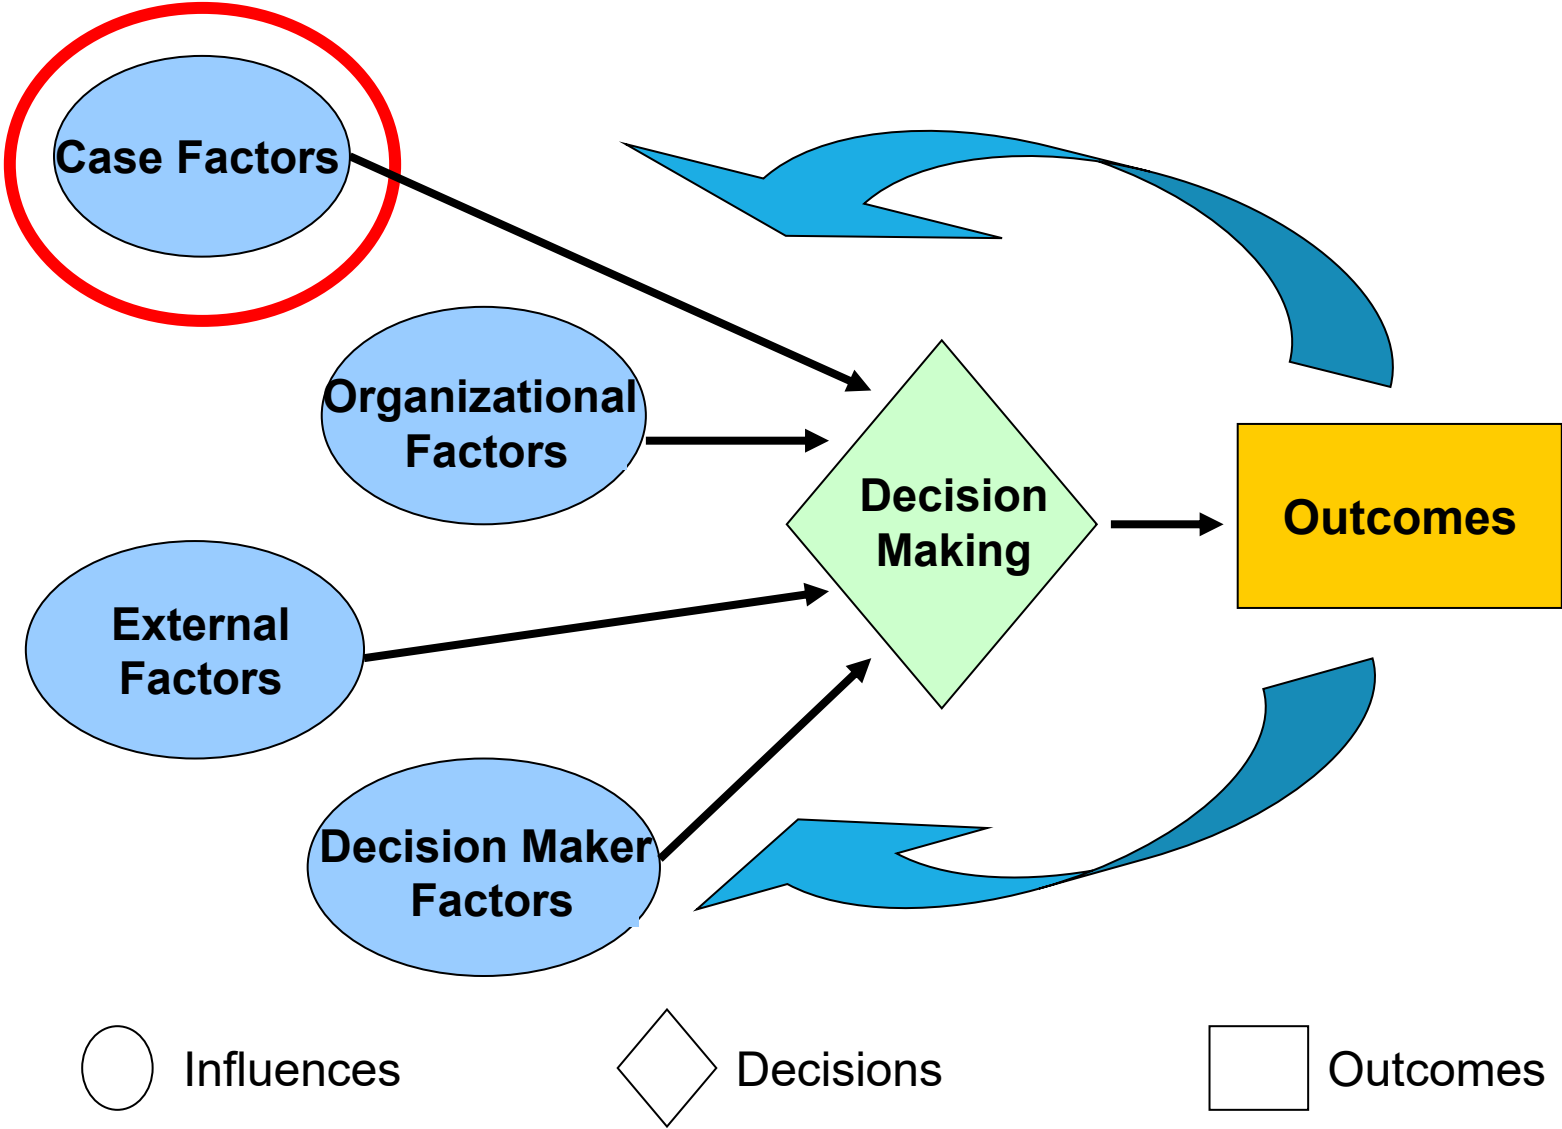 Case Factors
Organizational
Factors
Decision
Making
Outcomes
External
Factors
Decision Maker
Factors
Influences
Decisions
Outcomes